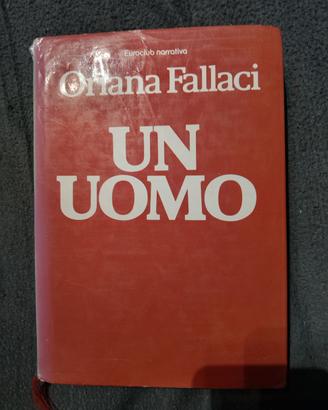 Euroclub narrativa
Oriana Fallaci
UN
UOMO